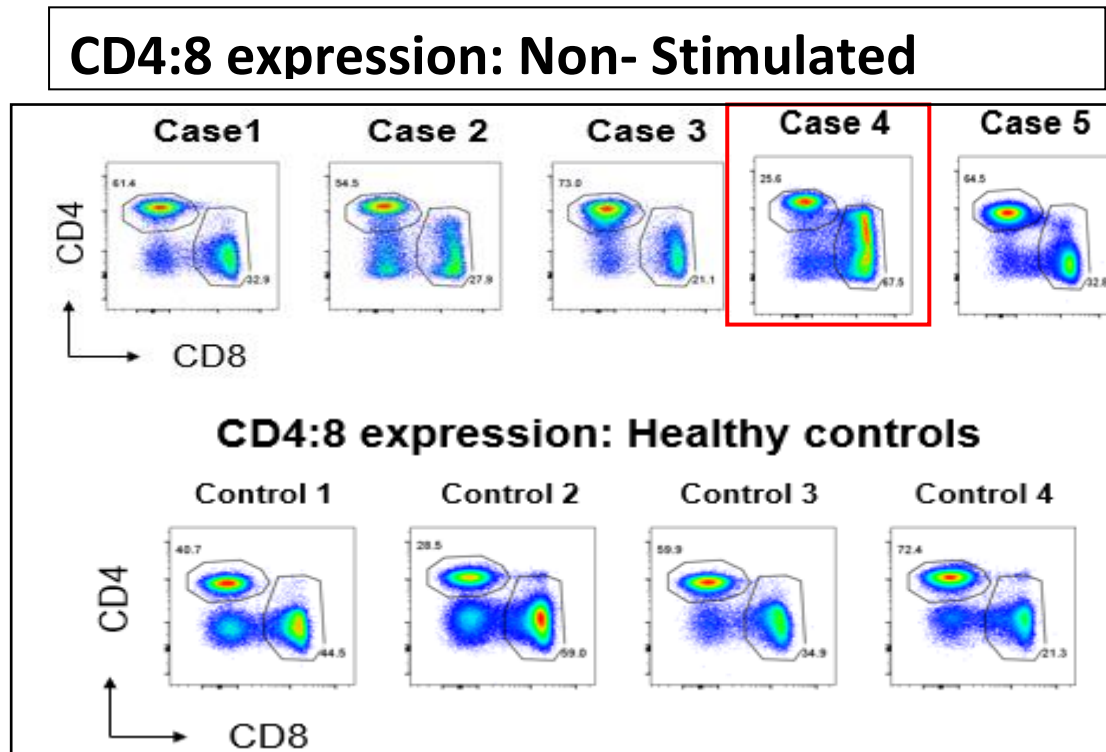 CD4:8 expression: Non- Stimulated
Case1 Case 2 Case 3 Case 4 Case 5
61.4 54.5 73.0 25.6 64.5
CD4
32.9 27.9 21.1 67.5 32.8
CD8
CD4:8 expression: Healthy controls
Control 1 Control 2 Control 3 Control 4
40.7 28.5 59.9 72.4
CD4
44.5 59.0 34.9 21.3
CD8